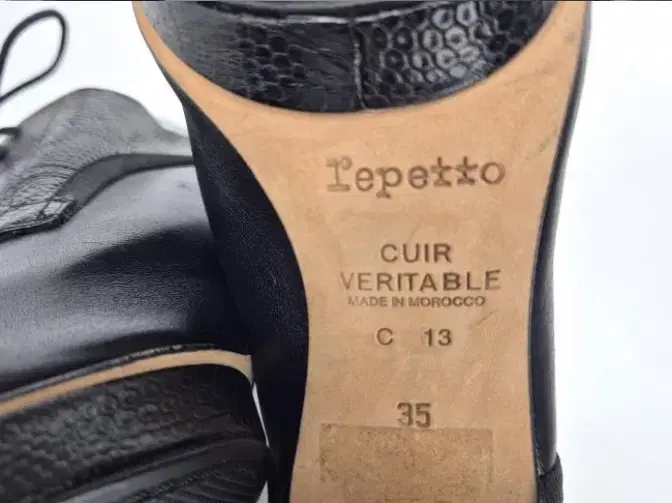 repetto
CUIR
VERITABLE
MADE IN MOROCCO
C 13
35